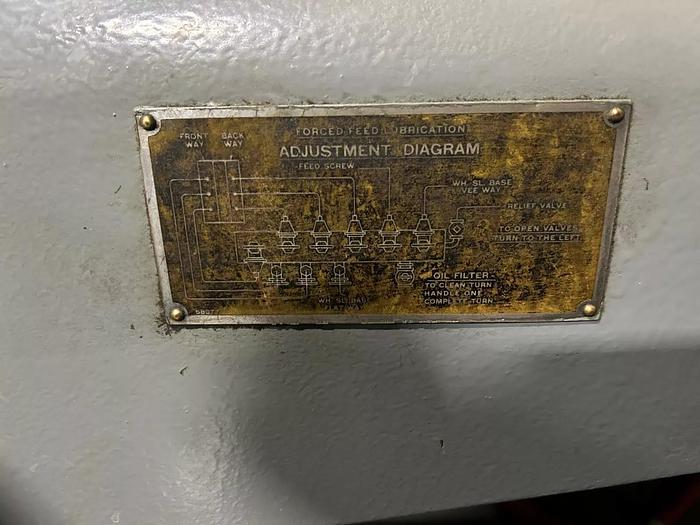 FORCED FEED LUBRICATION
ADJUSTMENT DIAGRAM
FRONT WAY
BACK WAY
FEED SCREW
WH. SL. BASE
VEE WAY
RELIEF VALVE
TO OPEN VALVES
TURN TO THE LEFT
OIL FILTER
TO CLEAN TURN
HANDLE ONE
COMPLETE TURN
WH. SL. BASE
FLAT WAY